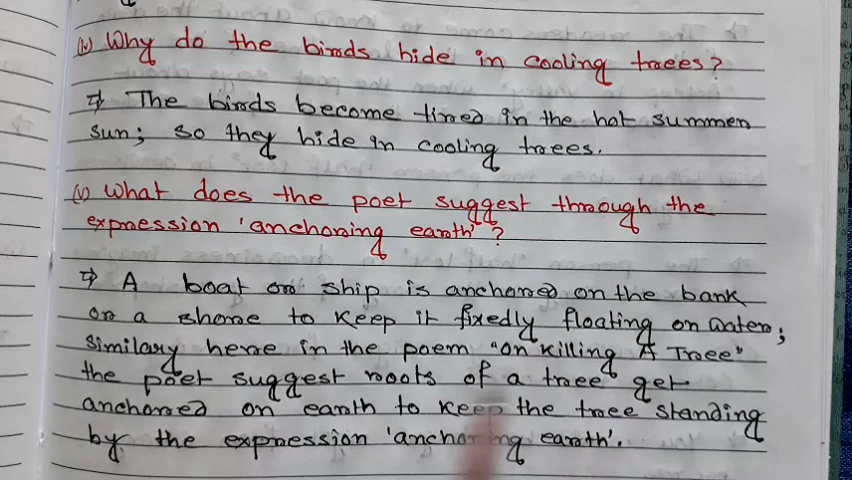 (iv) Why do the birds hide in cooling trees?
⇒ The birds become tired in the hot summer
sun; so they hide in cooling trees.
(v) What does the poet suggest through the
expression 'anchoring earth'?
⇒ A boat or ship is anchored on the bank
or a shore to keep it fixedly floating on water;
similary here in the poem "On Killing A Tree"
the poet suggest roots of a tree get
anchored on earth to keep the tree standing
by the expression 'anchoring earth'.